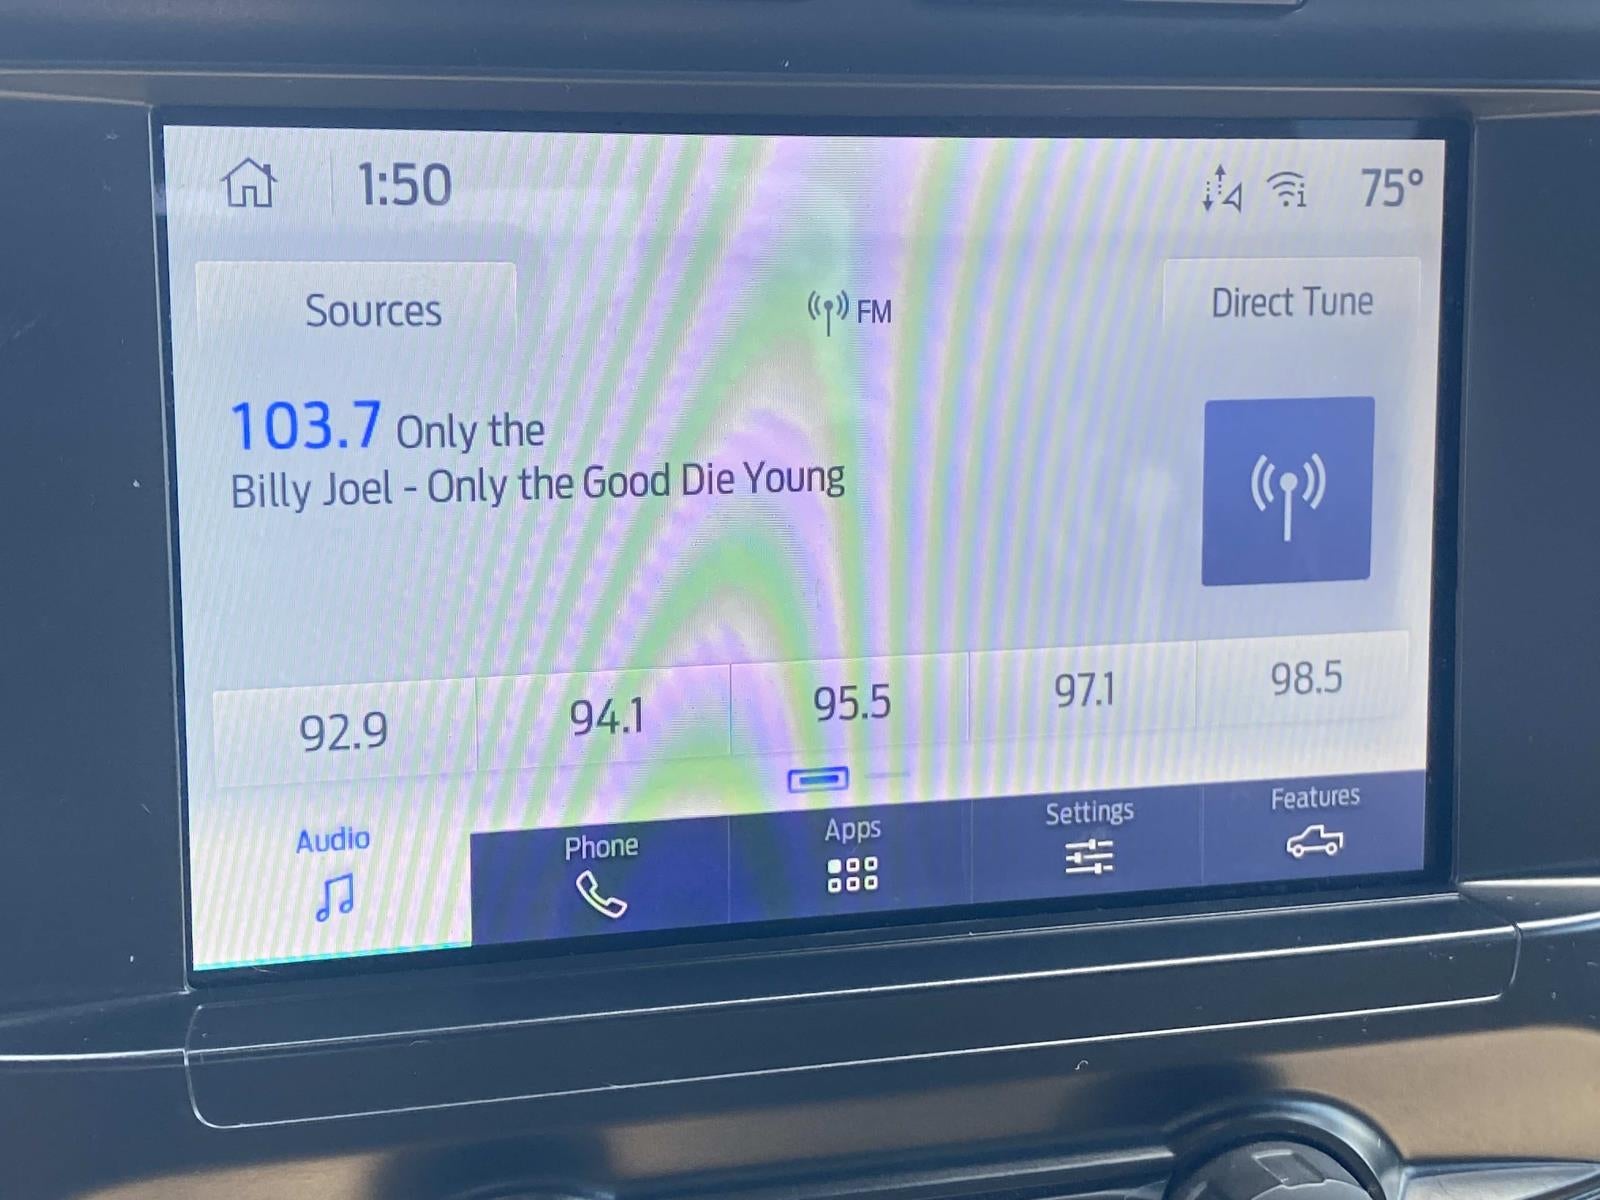 1:50
75°
Sources
FM
Direct Tune
103.7 Only the
Billy Joel - Only the Good Die Young
92.9
94.1
95.5
97.1
98.5
Audio
Phone
Apps
Settings
Features